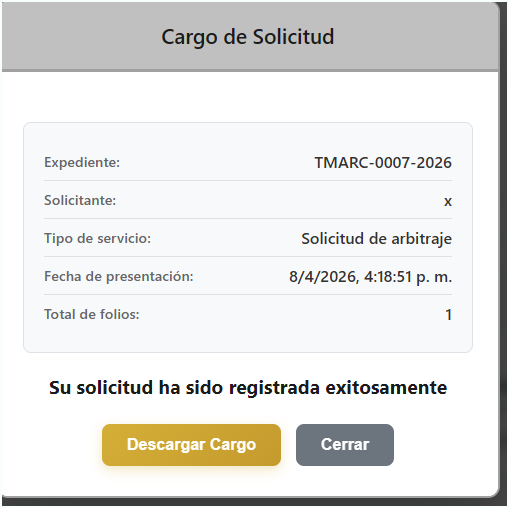 Cargo de Solicitud
Expediente: TMARC-0007-2026
Solicitante: x
Tipo de servicio: Solicitud de arbitraje
Fecha de presentación: 8/4/2026, 4:18:51 p. m.
Total de folios: 1
Su solicitud ha sido registrada exitosamente
Descargar Cargo Cerrar